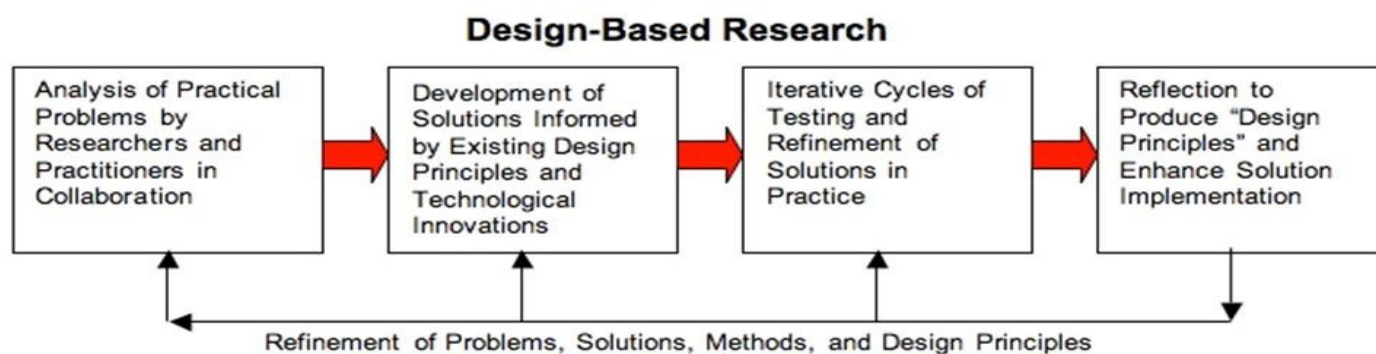 Design-Based Research
Analysis of Practical
Problems by
Researchers and
Practitioners in
Collaboration
Development of
Solutions Informed
by Existing Design
Principles and
Technological
Innovations
Iterative Cycles of
Testing and
Refinement of
Solutions in
Practice
Reflection to
Produce “Design
Principles” and
Enhance Solution
Implementation
Refinement of Problems, Solutions, Methods, and Design Principles